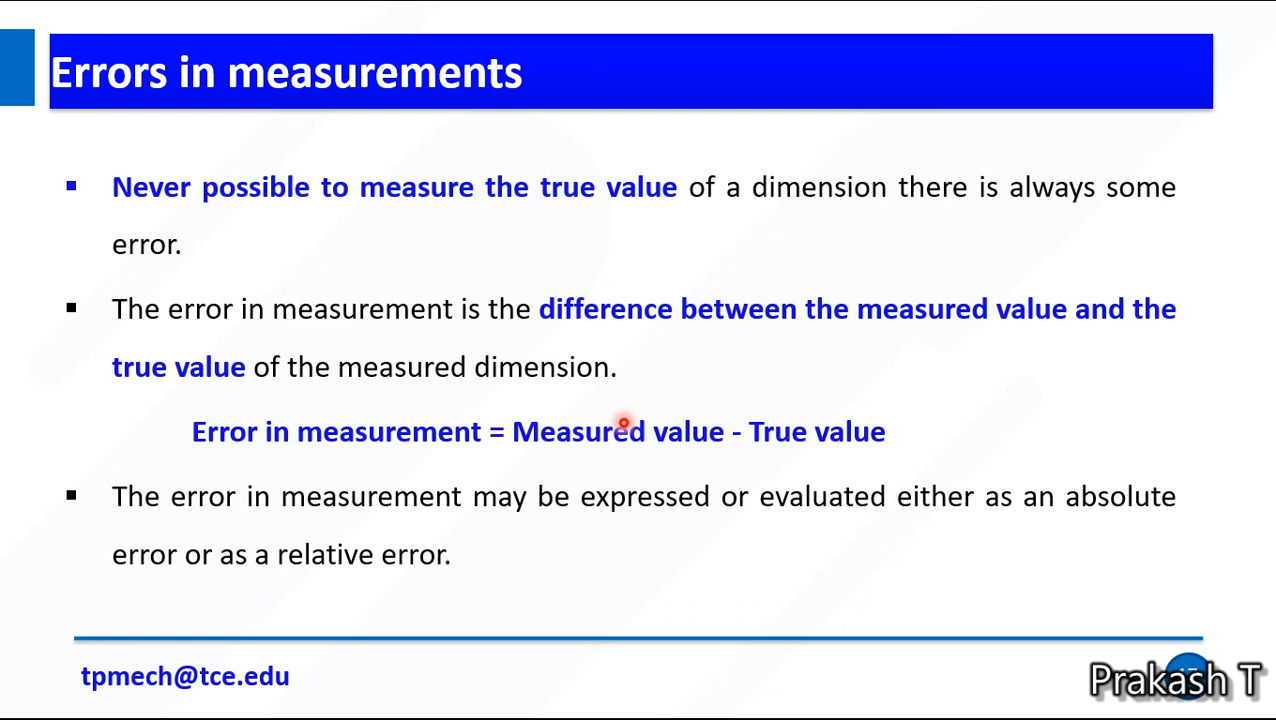 Errors in measurements
▪ Never possible to measure the true value of a dimension there is always some
error.
▪ The error in measurement is the difference between the measured value and the
true value of the measured dimension.
Error in measurement = Measured value - True value
▪ The error in measurement may be expressed or evaluated either as an absolute
error or as a relative error.
tpmech@tce.edu
Prakash T